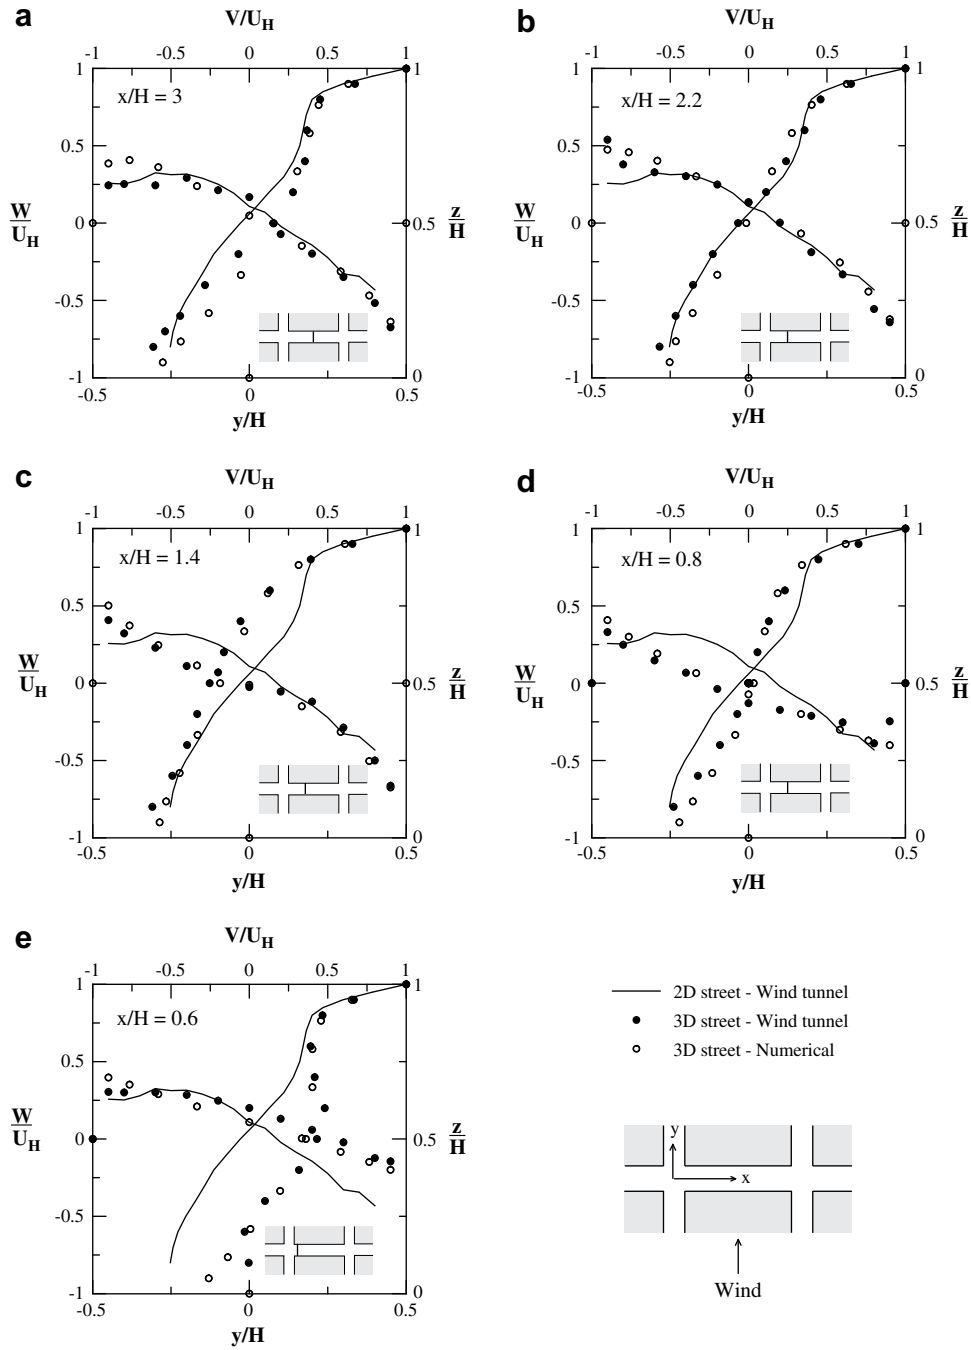 a
V/U_H
-1 -0.5 0 0.5 1
x/H = 3
1
0.5
0
-0.5
-1
W
U_H
1
0.5
0
z
H
-0.5 0 0.5
y/H
b
V/U_H
-1 -0.5 0 0.5 1
x/H = 2.2
1
0.5
0
-0.5
-1
W
U_H
1
0.5
0
z
H
-0.5 0 0.5
y/H
c
V/U_H
-1 -0.5 0 0.5 1
x/H = 1.4
1
0.5
0
-0.5
-1
W
U_H
1
0.5
0
z
H
-0.5 0 0.5
y/H
d
V/U_H
-1 -0.5 0 0.5 1
x/H = 0.8
1
0.5
0
-0.5
-1
W
U_H
1
0.5
0
z
H
-0.5 0 0.5
y/H
e
V/U_H
-1 -0.5 0 0.5 1
x/H = 0.6
1
0.5
0
-0.5
-1
W
U_H
1
0.5
0
z
H
-0.5 0 0.5
y/H
2D street - Wind tunnel
3D street - Wind tunnel
3D street - Numerical
y
x
Wind